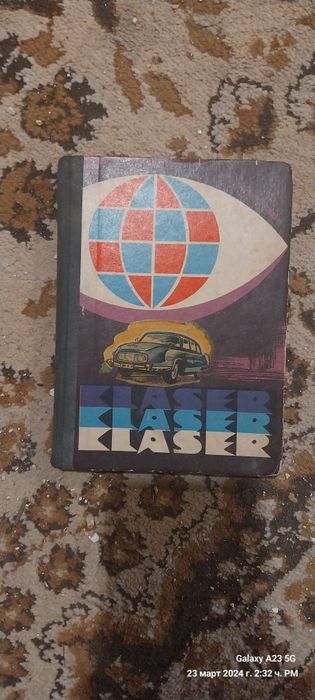 KLASER
KLASER
KLASER
Galaxy A23 5G
23 март 2024 г. 2:32 ч. PM